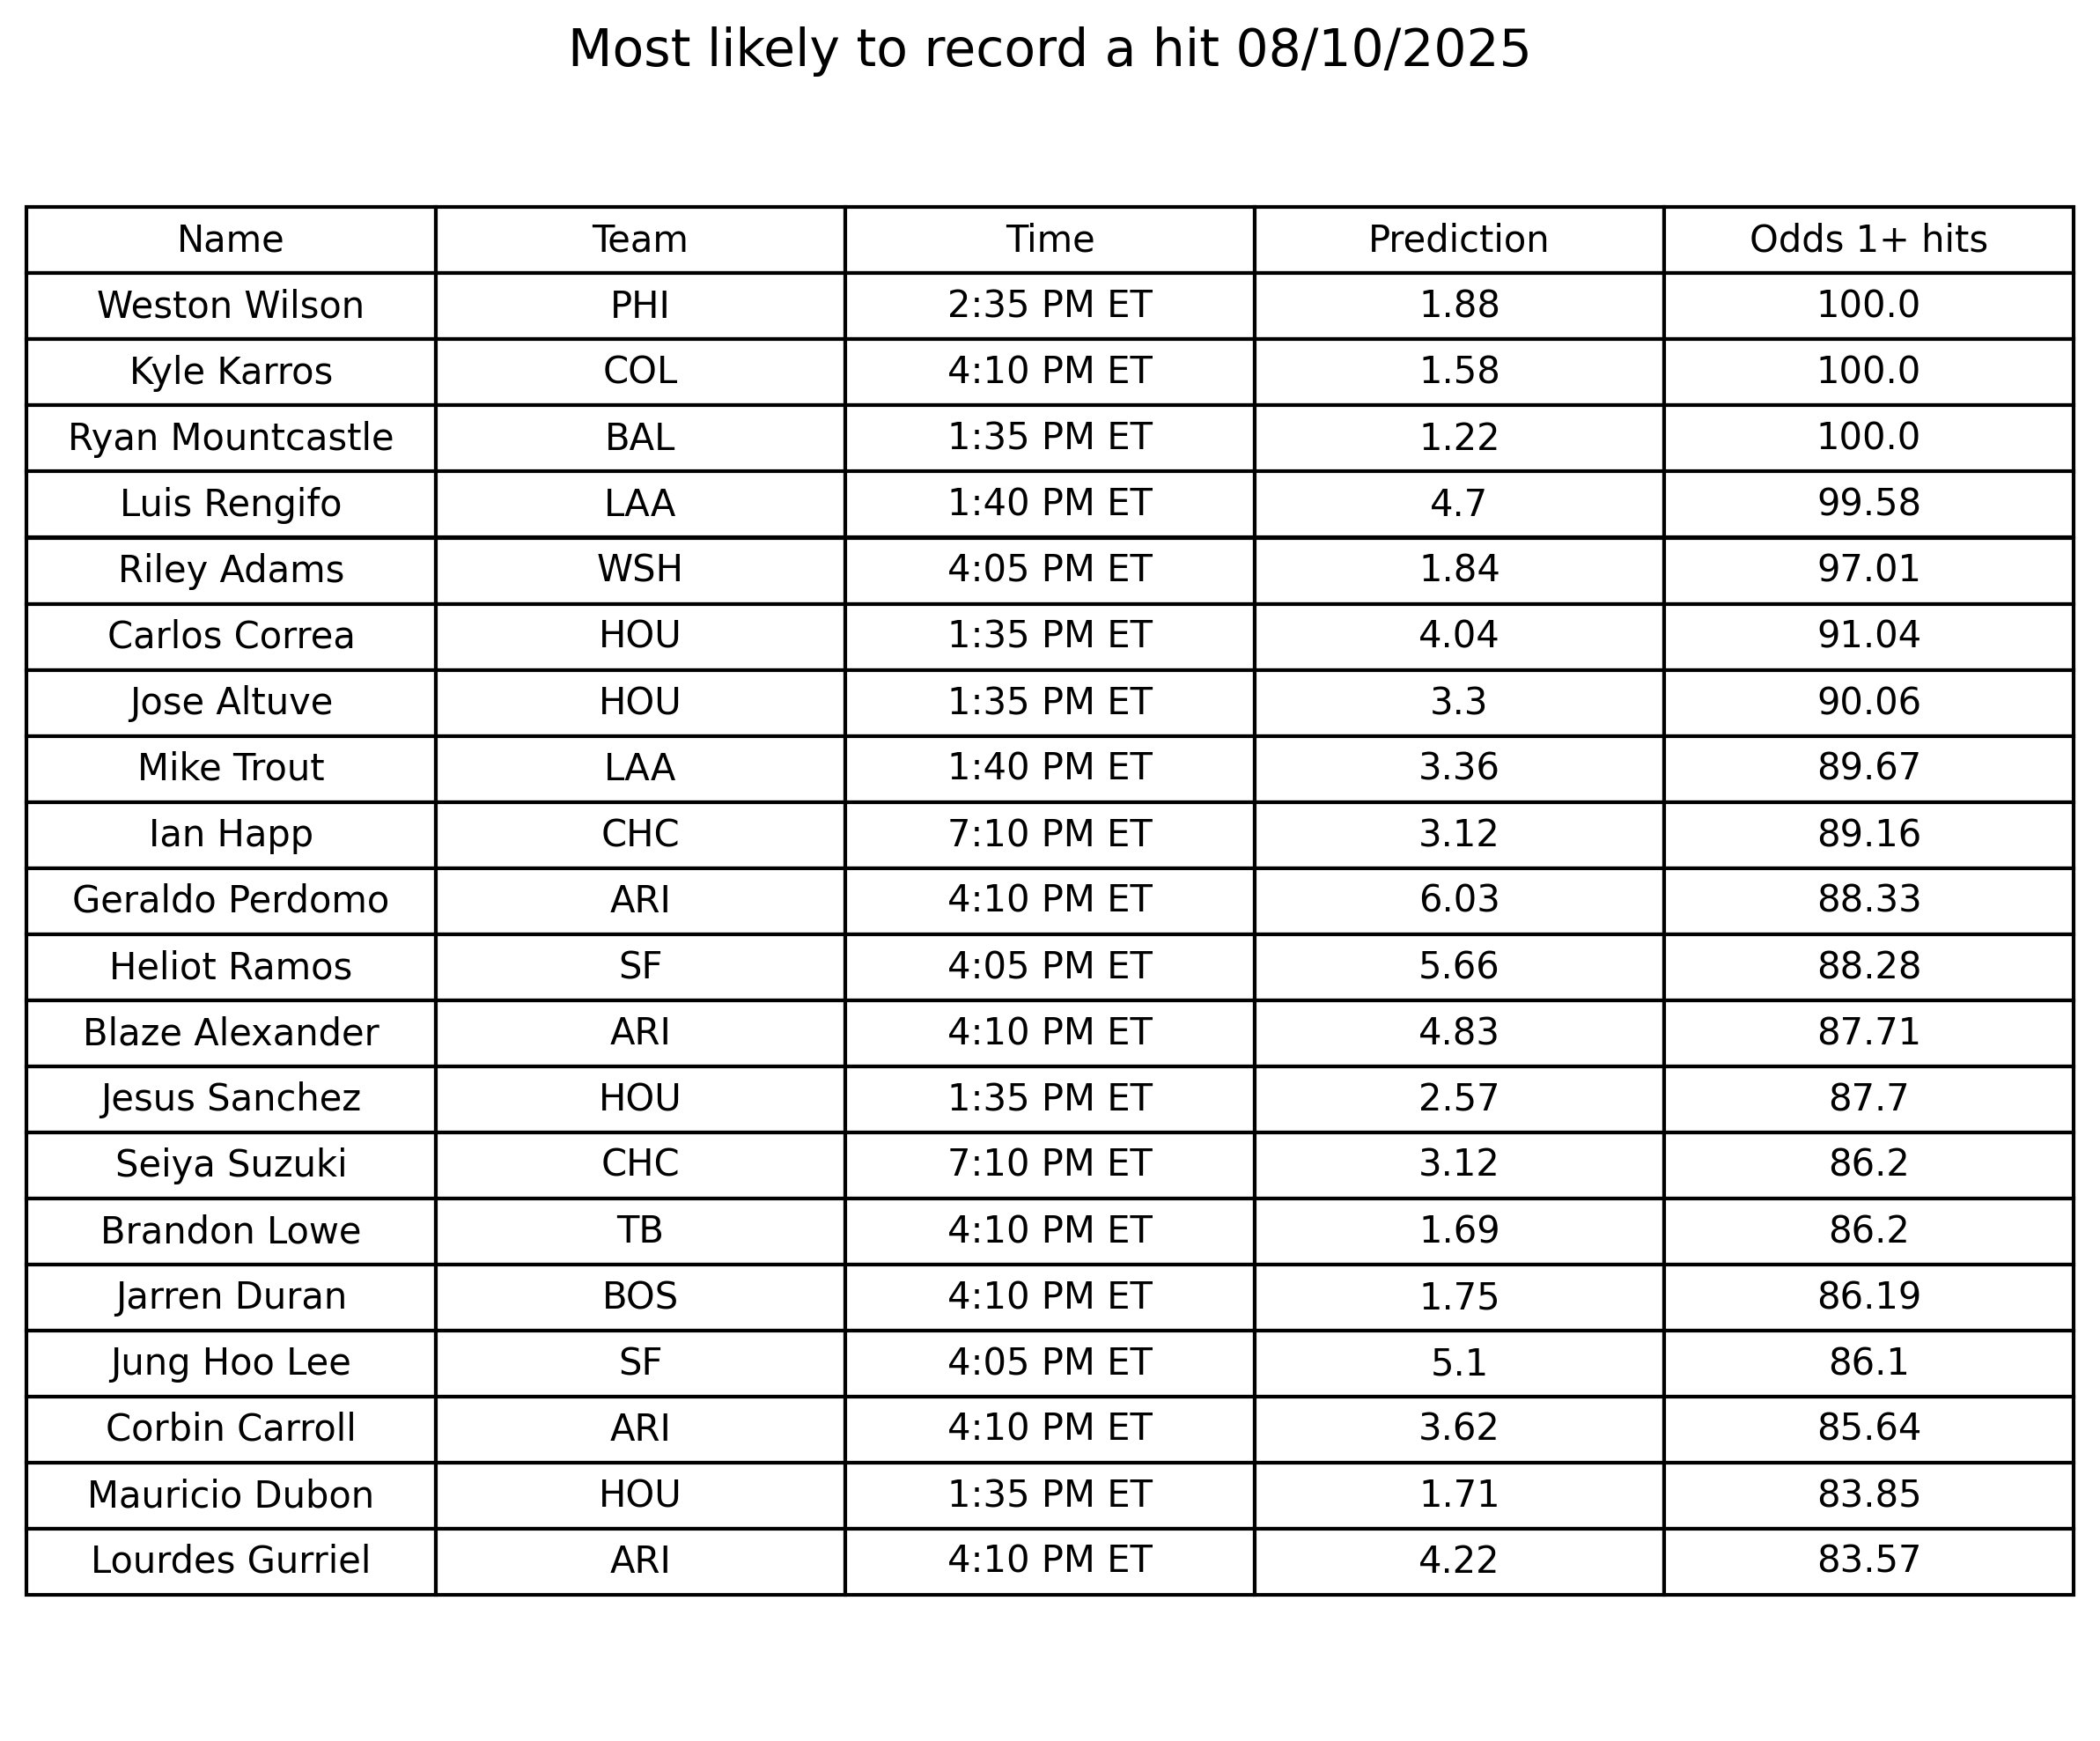 Most likely to record a hit 08/10/2025
Name Team Time Prediction Odds 1+ hits
Weston Wilson PHI 2:35 PM ET 1.88 100.0
Kyle Karros COL 4:10 PM ET 1.58 100.0
Ryan Mountcastle BAL 1:35 PM ET 1.22 100.0
Luis Rengifo LAA 1:40 PM ET 4.7 99.58
Riley Adams WSH 4:05 PM ET 1.84 97.01
Carlos Correa HOU 1:35 PM ET 4.04 91.04
Jose Altuve HOU 1:35 PM ET 3.3 90.06
Mike Trout LAA 1:40 PM ET 3.36 89.67
Ian Happ CHC 7:10 PM ET 3.12 89.16
Geraldo Perdomo ARI 4:10 PM ET 6.03 88.33
Heliot Ramos SF 4:05 PM ET 5.66 88.28
Blaze Alexander ARI 4:10 PM ET 4.83 87.71
Jesus Sanchez HOU 1:35 PM ET 2.57 87.7
Seiya Suzuki CHC 7:10 PM ET 3.12 86.2
Brandon Lowe TB 4:10 PM ET 1.69 86.2
Jarren Duran BOS 4:10 PM ET 1.75 86.19
Jung Hoo Lee SF 4:05 PM ET 5.1 86.1
Corbin Carroll ARI 4:10 PM ET 3.62 85.64
Mauricio Dubon HOU 1:35 PM ET 1.71 83.85
Lourdes Gurriel ARI 4:10 PM ET 4.22 83.57